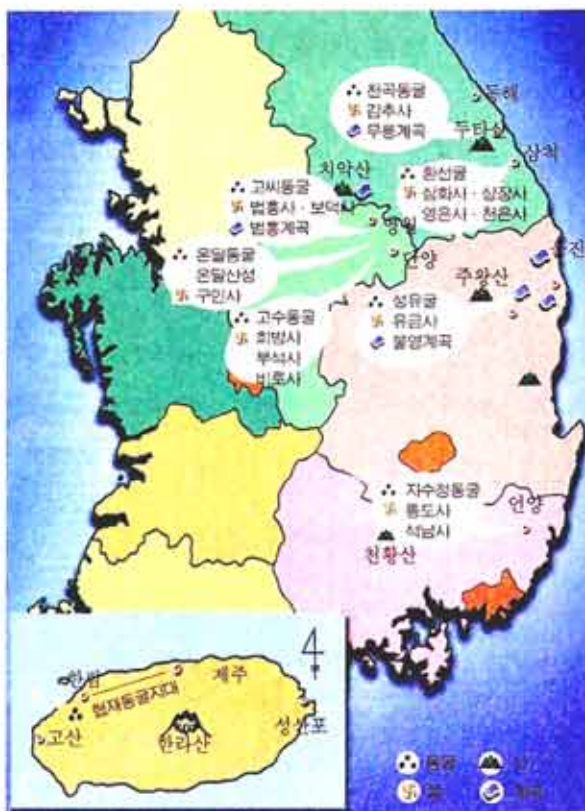 천곡동굴
감추사
무릉계곡
동해
두타산
삼척
치악산
환선굴
삼화사·삼장사
영은사·천은사
고씨동굴
법흥사·보덕사
법흥계곡
영월
단양
온달동굴
온달산성
구인사
울진
주왕산
성유굴
유금사
불영계곡
고수동굴
희방사
부석사
비로사
자수정동굴
통도사
석남사
언양
천황산
한림
협재동굴지대
제주
고산
한라산
성산포
동굴
산
절
계곡